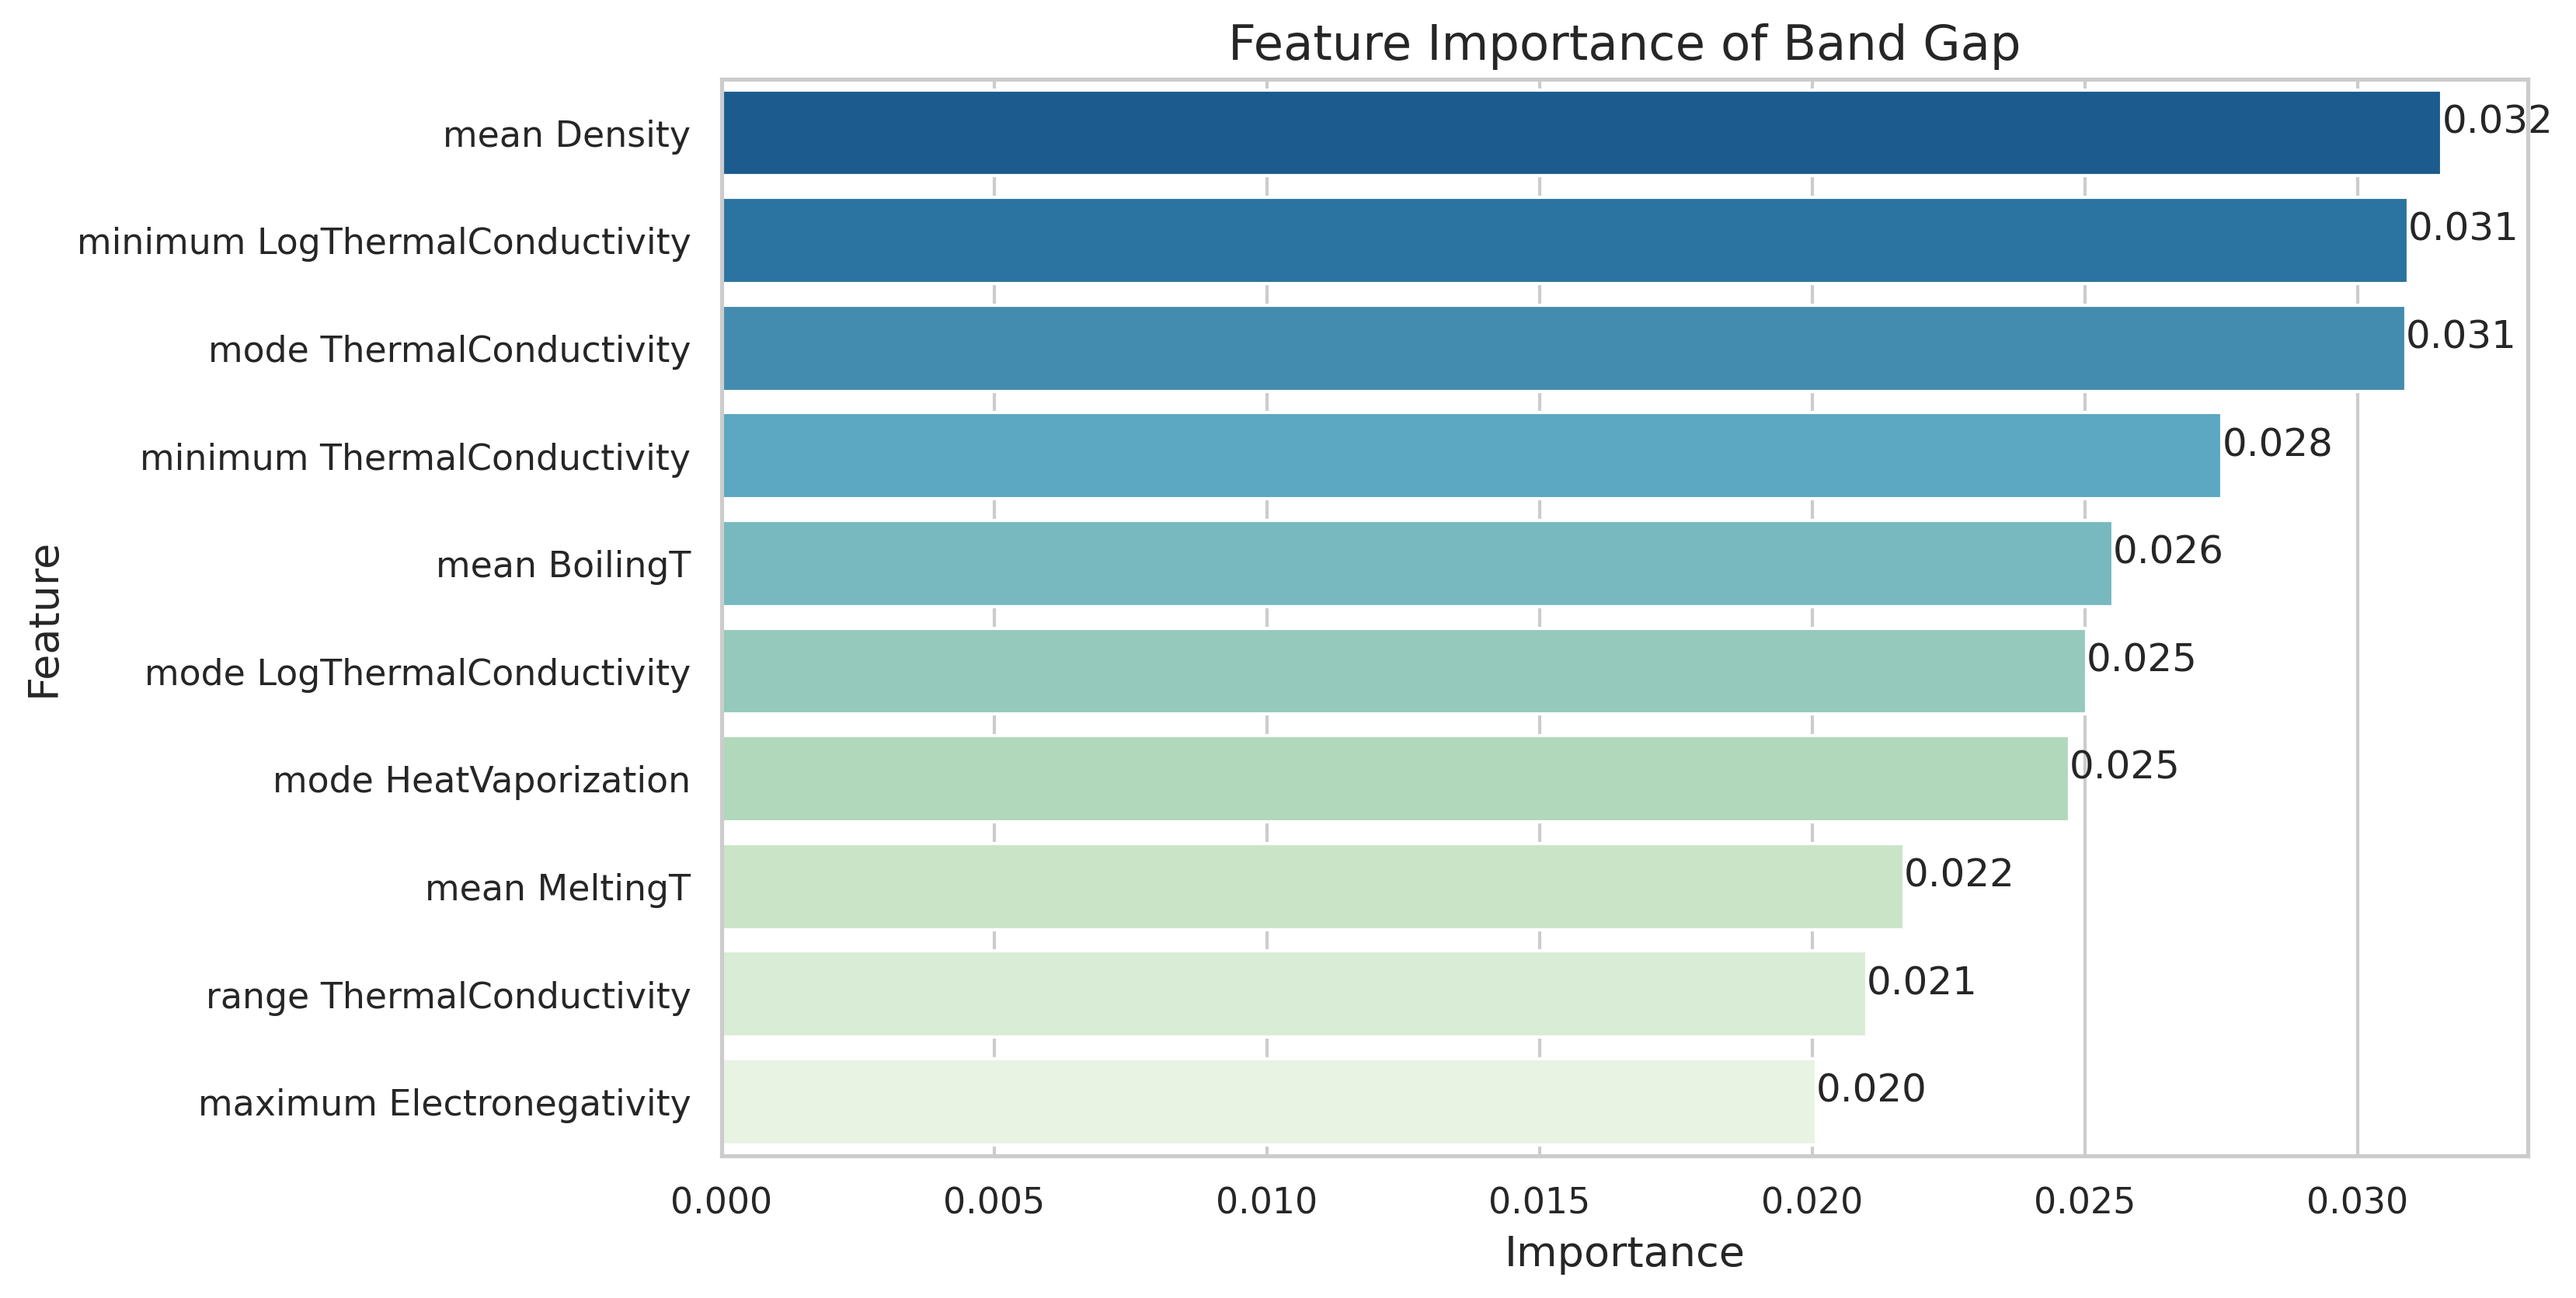 Feature Importance of Band Gap
mean Density
0.032
minimum LogThermalConductivity
0.031
mode ThermalConductivity
0.031
minimum ThermalConductivity
0.028
mean BoilingT
0.026
mode LogThermalConductivity
0.025
mode HeatVaporization
0.025
mean MeltingT
0.022
range ThermalConductivity
0.021
maximum Electronegativity
0.020
Feature
0.000 0.005 0.010 0.015 0.020 0.025 0.030
Importance